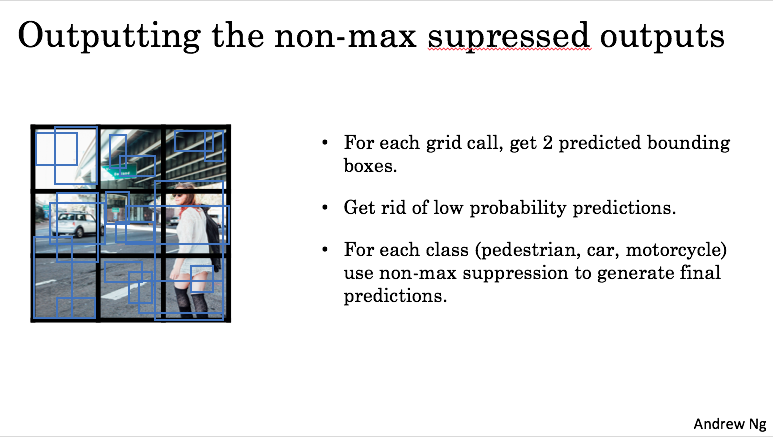 Outputting the non-max supressed outputs
• For each grid call, get 2 predicted bounding
boxes.
• Get rid of low probability predictions.
• For each class (pedestrian, car, motorcycle)
use non-max suppression to generate final
predictions.
Andrew Ng